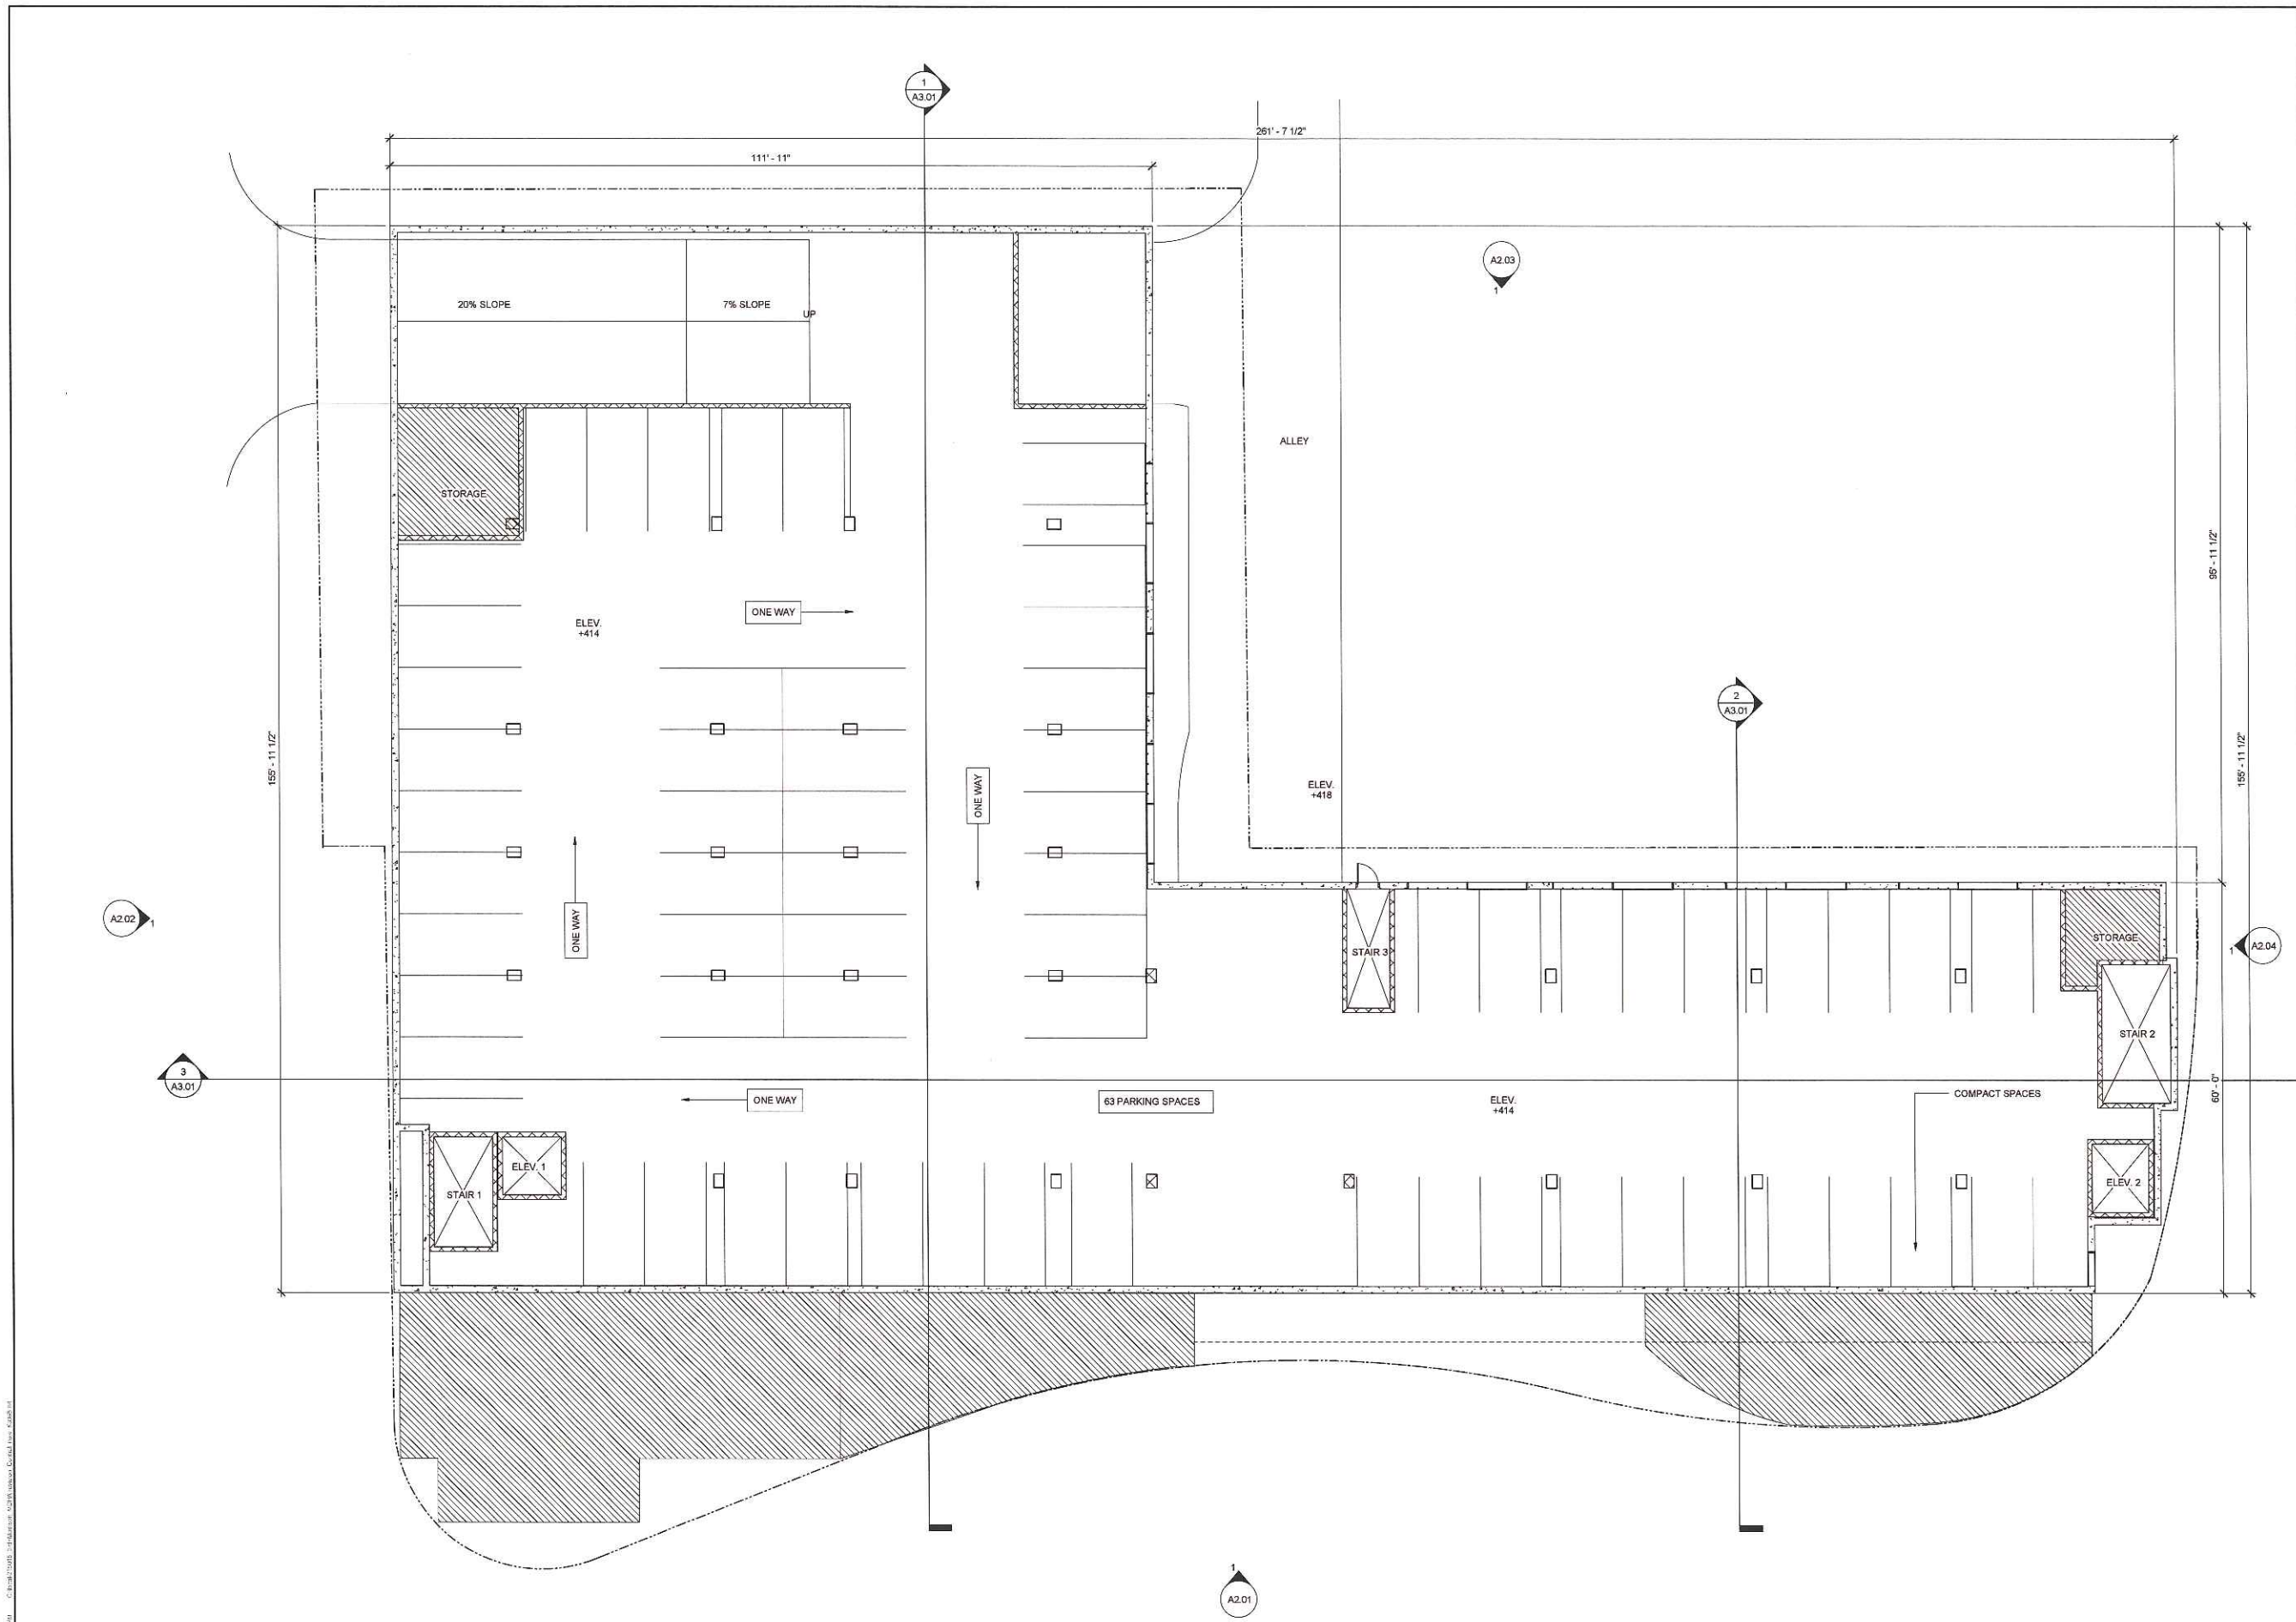 1
A3.01
261' - 7 1/2"
111' - 11"
A2.03
1
20% SLOPE
7% SLOPE
UP
ALLEY
STORAGE
95' - 11 1/2"
ONE WAY
ELEV.
+414
2
A3.01
155' - 11 1/2"
155' - 11 1/2"
ONE WAY
ELEV.
+418
A2.02
1
ONE WAY
STAIR 3
STORAGE
1
A2.04
STAIR 2
3
A3.01
ONE WAY
63 PARKING SPACES
ELEV.
+414
COMPACT SPACES
60' - 0"
ELEV. 1
STAIR 1
ELEV. 2
1
A2.01